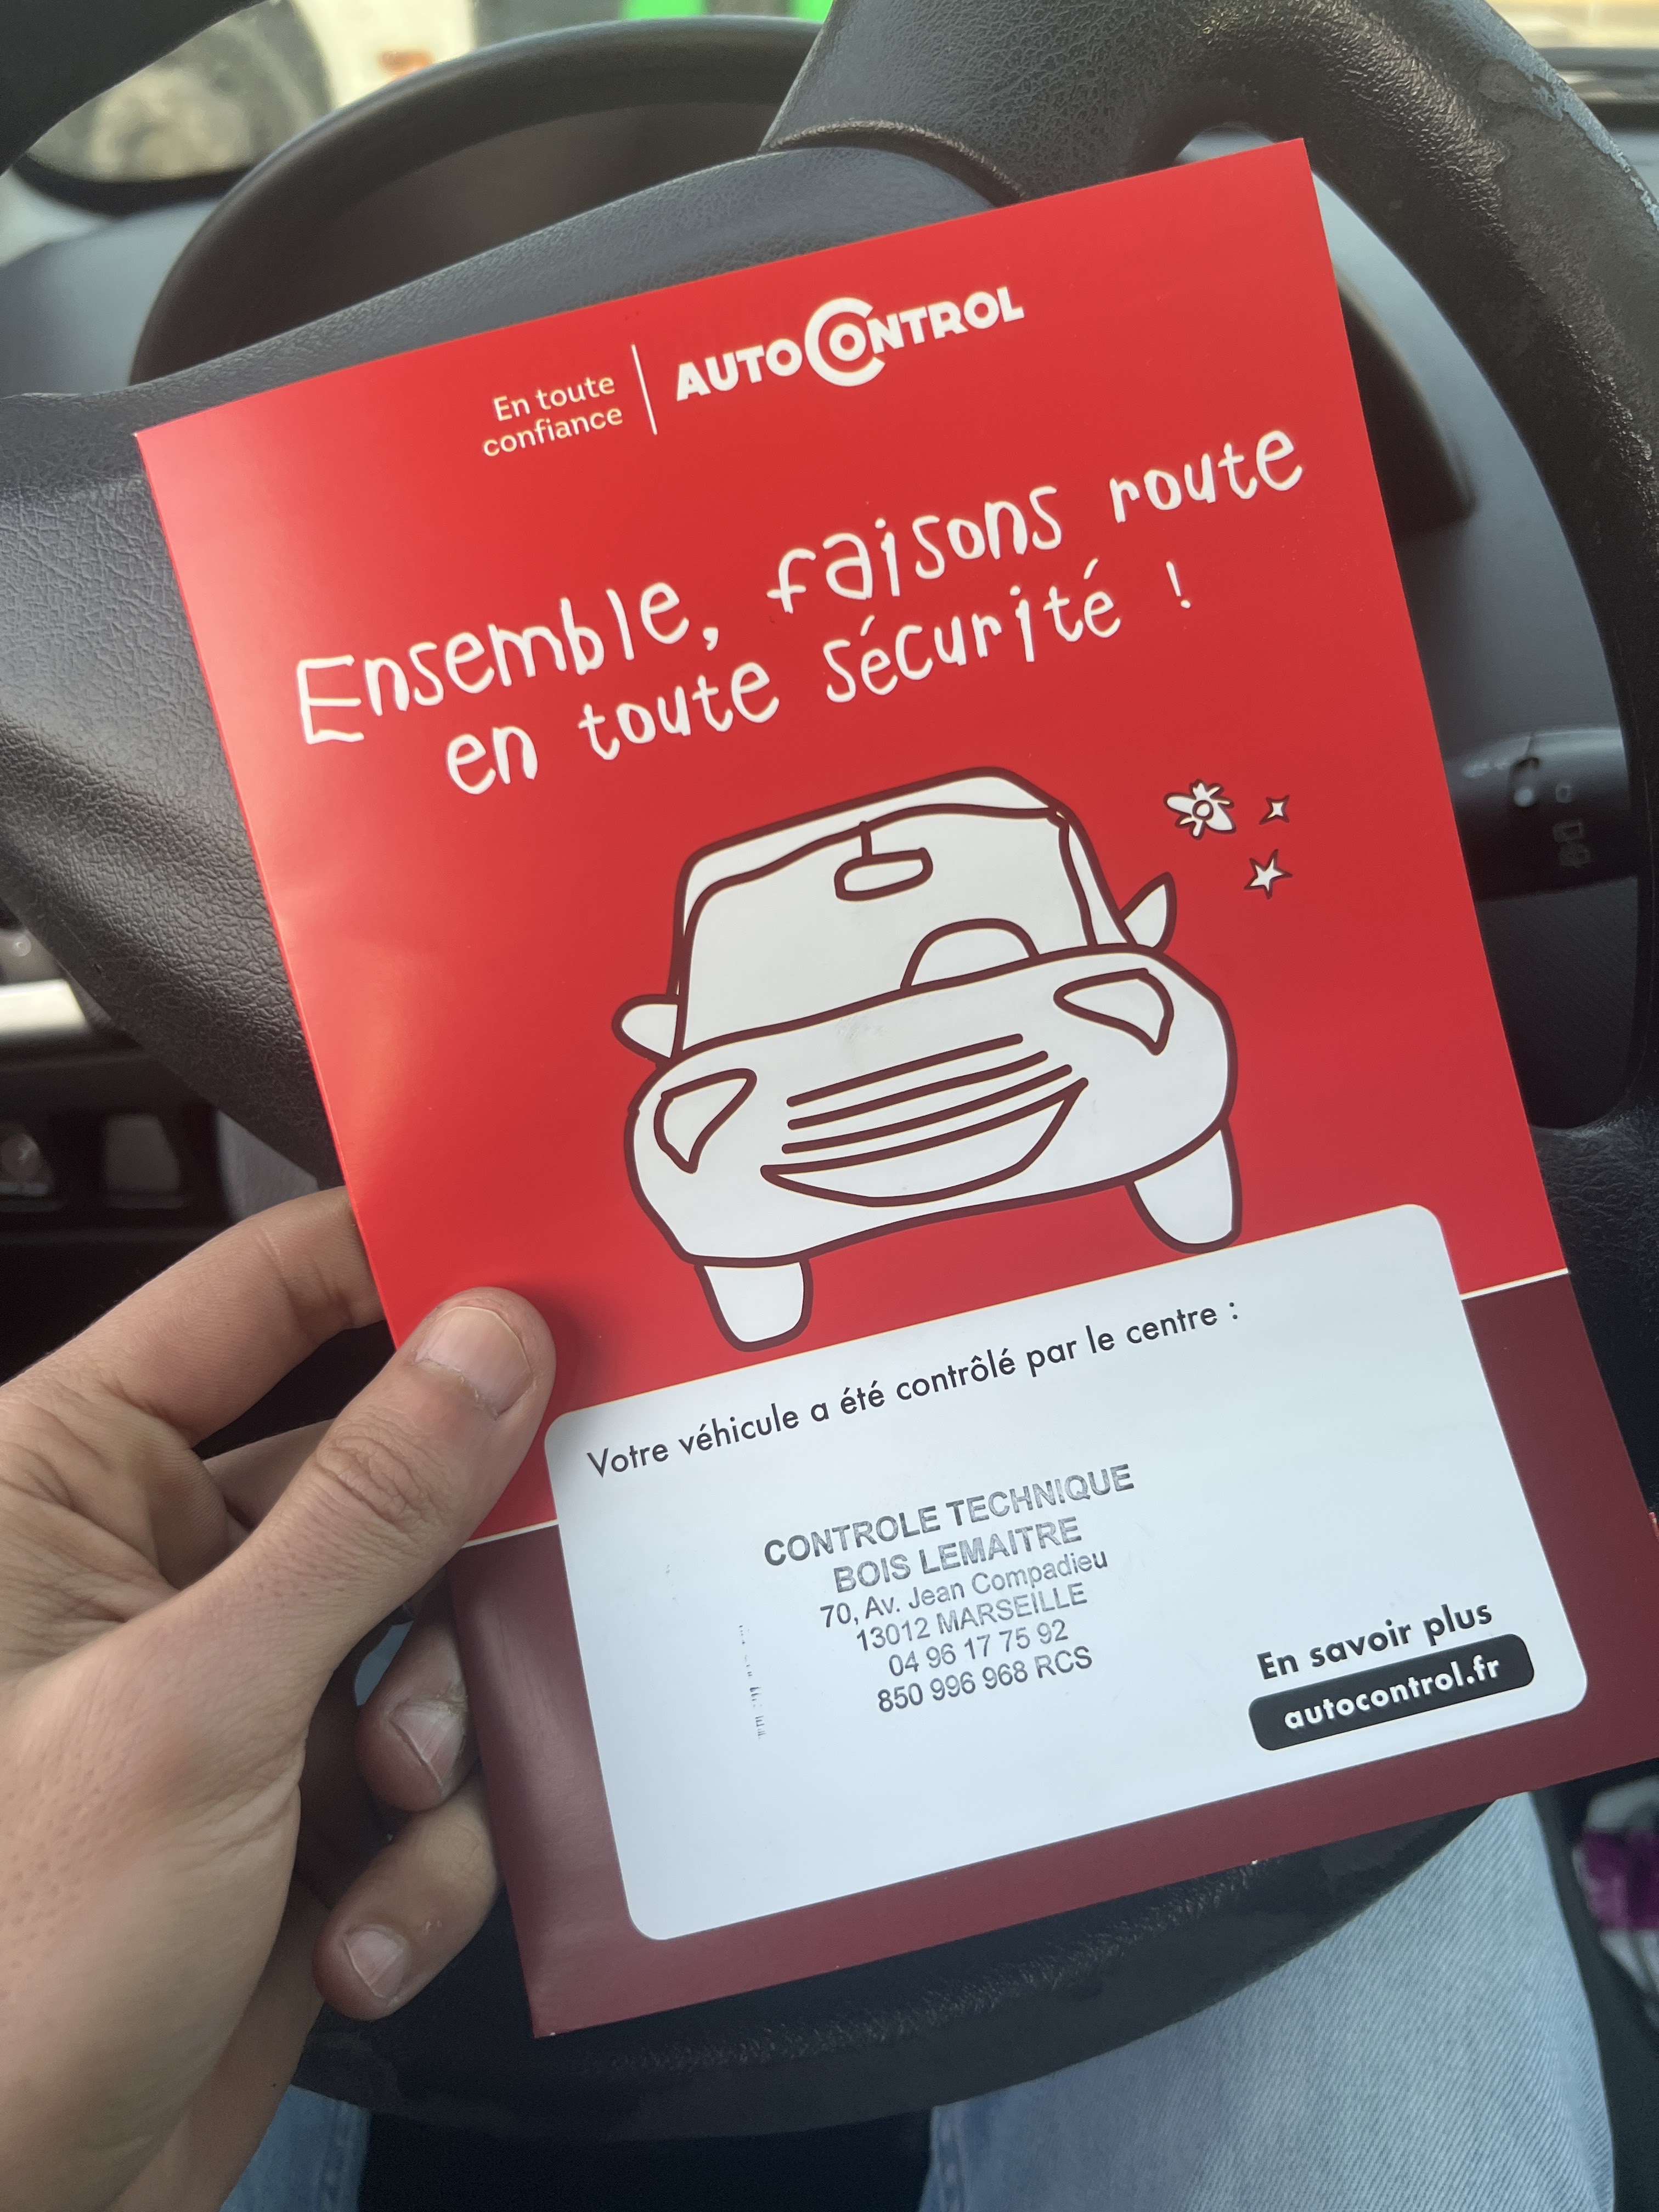 En toute
confiance
AUTOCONTROL
Ensemble, faisons route
en toute sécurité !
Votre véhicule a été contrôlé par le centre :
CONTROLE TECHNIQUE
BOIS LEMAITRE
70, Av. Jean Compadieu
13012 MARSEILLE
04 96 17 75 92
850 996 968 RCS
En savoir plus
autocontrol.fr